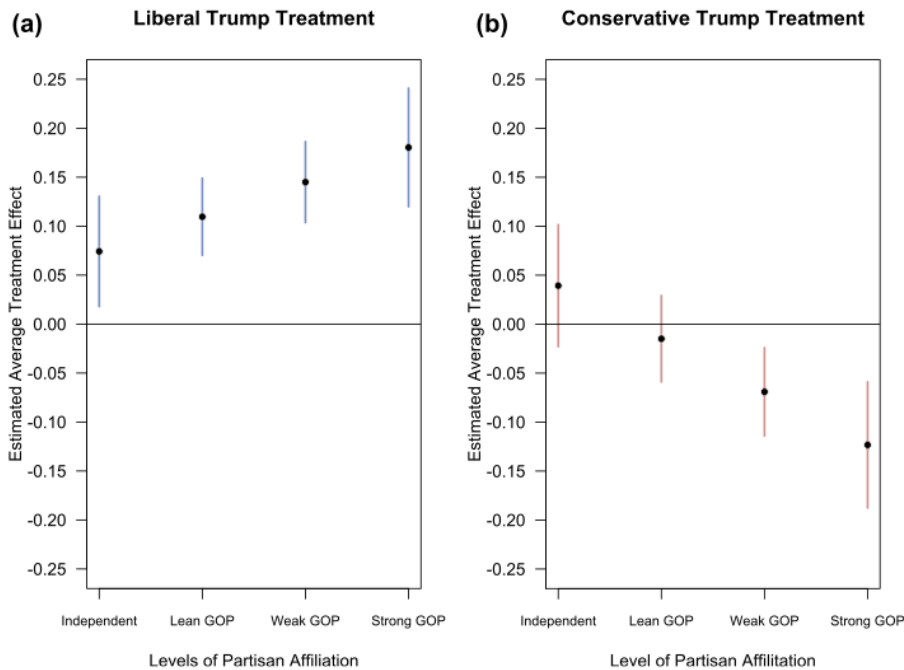 (a)
Liberal Trump Treatment
Estimated Average Treatment Effect
0.25
0.20
0.15
0.10
0.05
0.00
-0.05
-0.10
-0.15
-0.20
-0.25
Independent
Lean GOP
Weak GOP
Strong GOP
Levels of Partisan Affiliation
(b)
Conservative Trump Treatment
Estimated Average Treatment Effect
0.25
0.20
0.15
0.10
0.05
0.00
-0.05
-0.10
-0.15
-0.20
-0.25
Independent
Lean GOP
Weak GOP
Strong GOP
Level of Partisan Affilitation